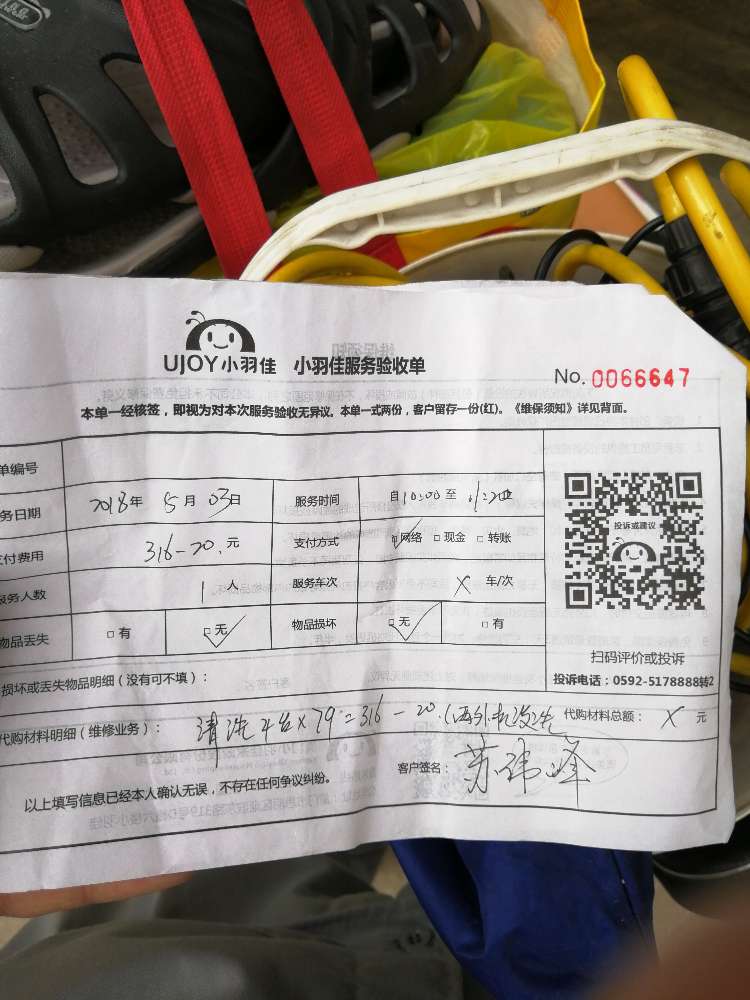 UJOY小羽佳 小羽佳服务验收单
No. 0066647
本单一经核签，即视为对本次服务验收无异议。本单一式两份，客户留存一份(红)。《维保须知》详见背面。
单编号
务日期 2018年 5月 03日 服务时间 自10:00至
支付费用 316-20.元 支付方式 网络 现金 转账
服务人数 1人 服务车次 X 车/次
物品丢失 有 无 物品损坏 无 有
投诉或建议
扫码评价或投诉
投诉电话：0592-5178888转2
损坏或丢失物品明细（没有可不填）：
代购材料明细（维修业务）： 清洗4台×79=316-20. 代购材料总额： X 元
以上填写信息已经本人确认无误，不存在任何争议纠纷。
客户签名： 苏伟峰